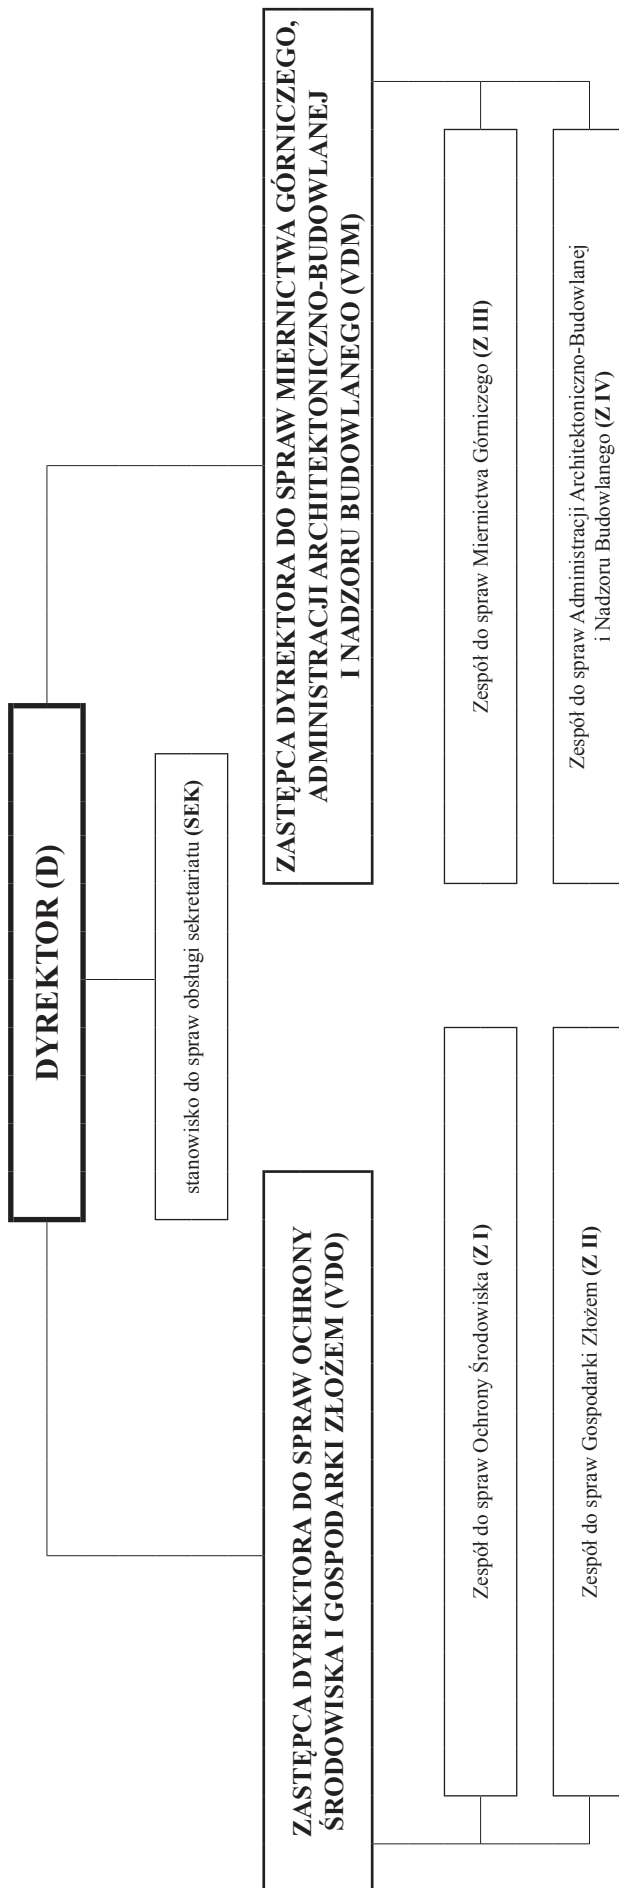 DYREKTOR (D)
stanowisko do spraw obsługi sekretariatu (SEK)
ZASTĘPCA DYREKTORA DO SPRAW OCHRONY
ŚRODOWISKA I GOSPODARKI ZŁOŻEM (VDO)
Zespół do spraw Ochrony Środowiska (Z I)
Zespół do spraw Gospodarki Złożem (Z II)
ZASTĘPCA DYREKTORA DO SPRAW MIERNICTWA GÓRNICZEGO,
ADMINISTRACJI ARCHITEKTONICZNO-BUDOWLANEJ
I NADZORU BUDOWLANEGO (VDM)
Zespół do spraw Miernictwa Górniczego (Z III)
Zespół do spraw Administracji Architektoniczno-Budowlanej
i Nadzoru Budowlanego (Z IV)